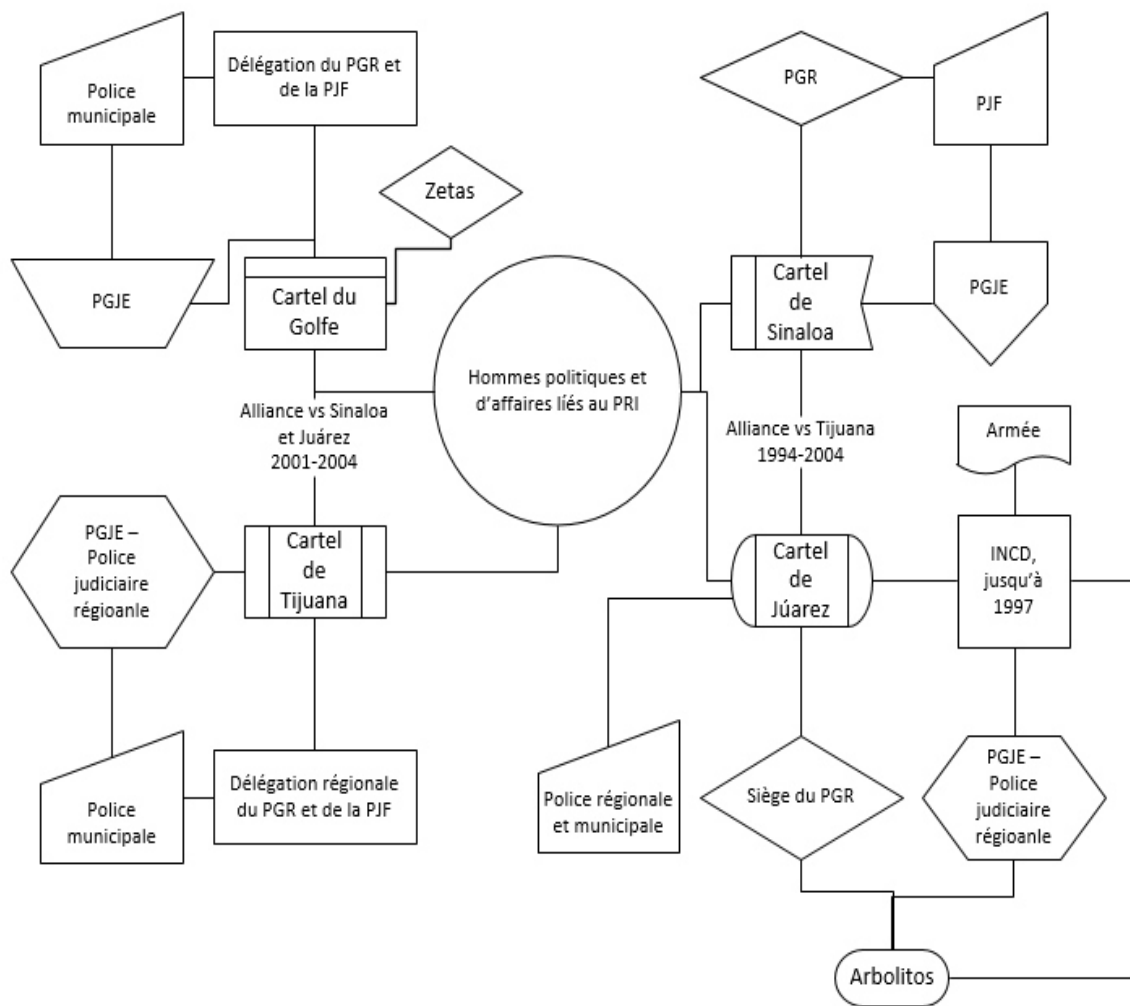 Police
municipale
Délégation du PGR et
de la PJF
PGR
PJF
Zetas
PGJE
Cartel du
Golfe
Cartel
de
Sinaloa
PGJE
Hommes politiques et
d’affaires líés au PRI
Alliance vs Sinaloa
et Juárez
2001-2004
Alliance vs Tijuana
1994-2004
Armée
PGJE –
Police
judiciaire
régioanle
Cartel
de
Tijuana
Cartel
de
Júarez
INCD,
jusqu’à
1997
Police
municipale
Délégation régionale
du PGR et de la PJF
Police régionale
et municipale
Siège du PGR
PGJE –
Police
judiciaire
régioanle
Arbolitos